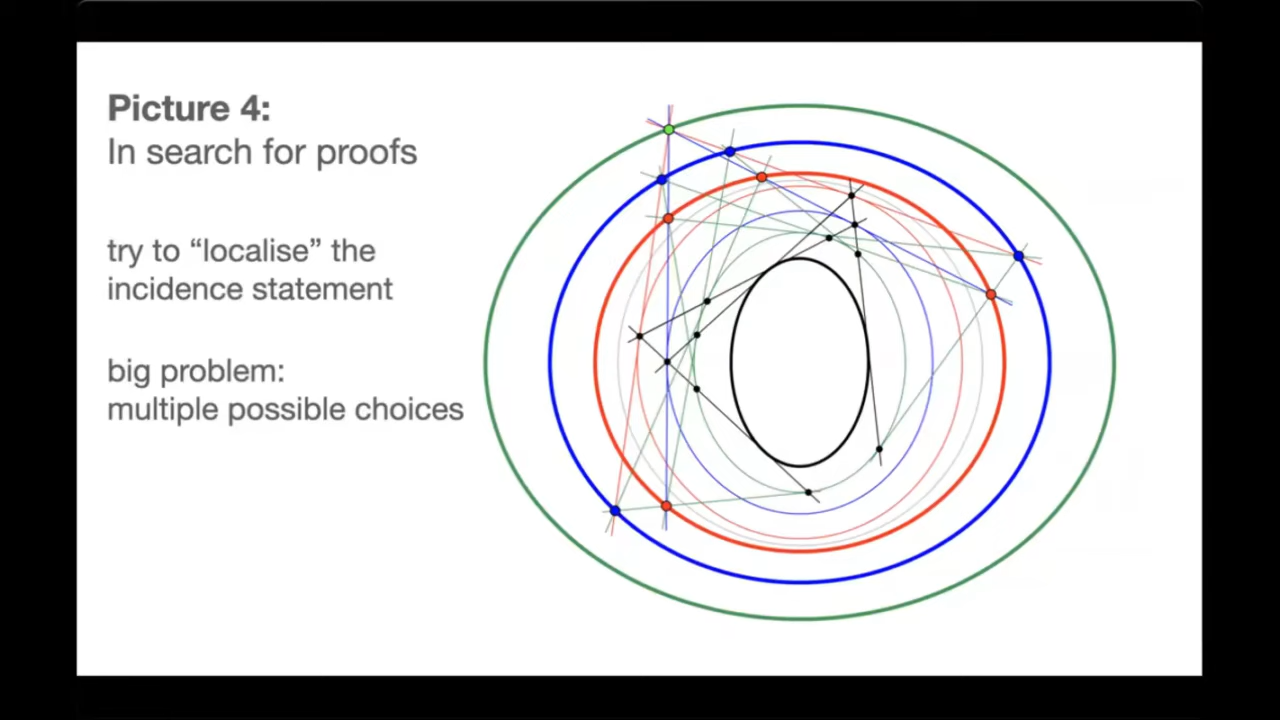 Picture 4:
In search for proofs
try to “localise” the
incidence statement
big problem:
multiple possible choices